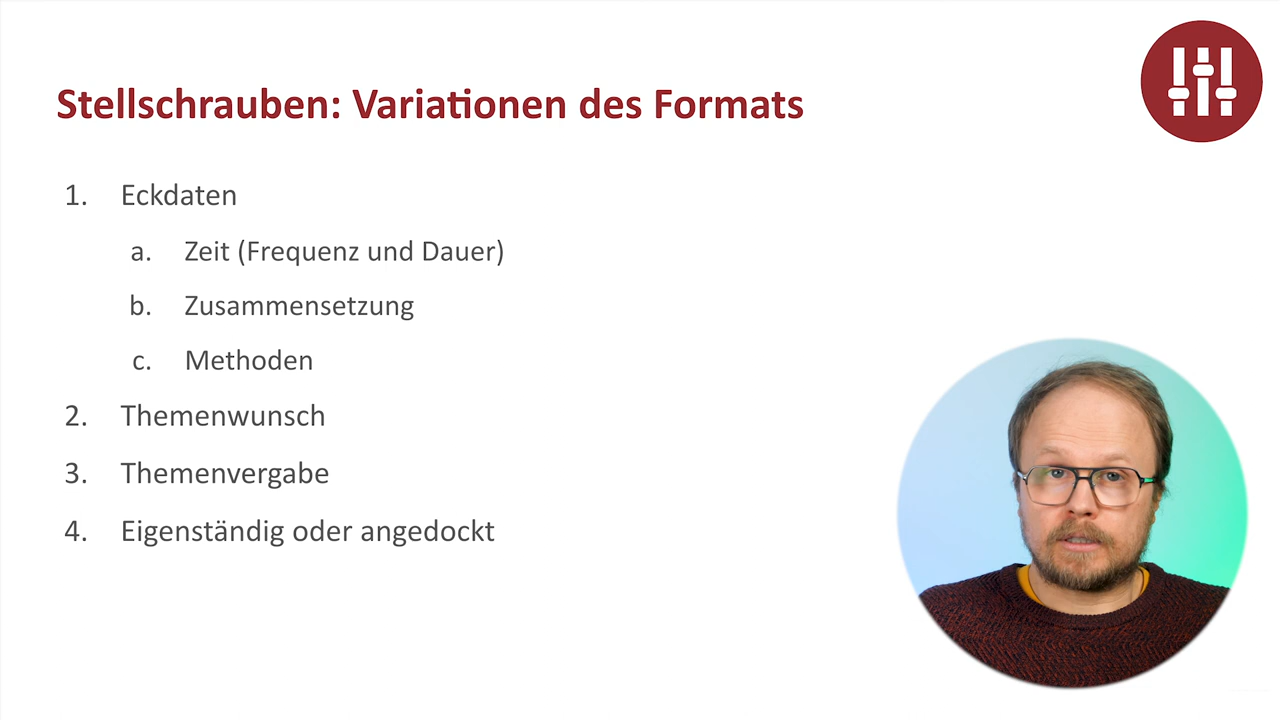 Stellschrauben: Variationen des Formats
1. Eckdaten
a. Zeit (Frequenz und Dauer)
b. Zusammensetzung
c. Methoden
2. Themenwunsch
3. Themenvergabe
4. Eigenständig oder angedockt